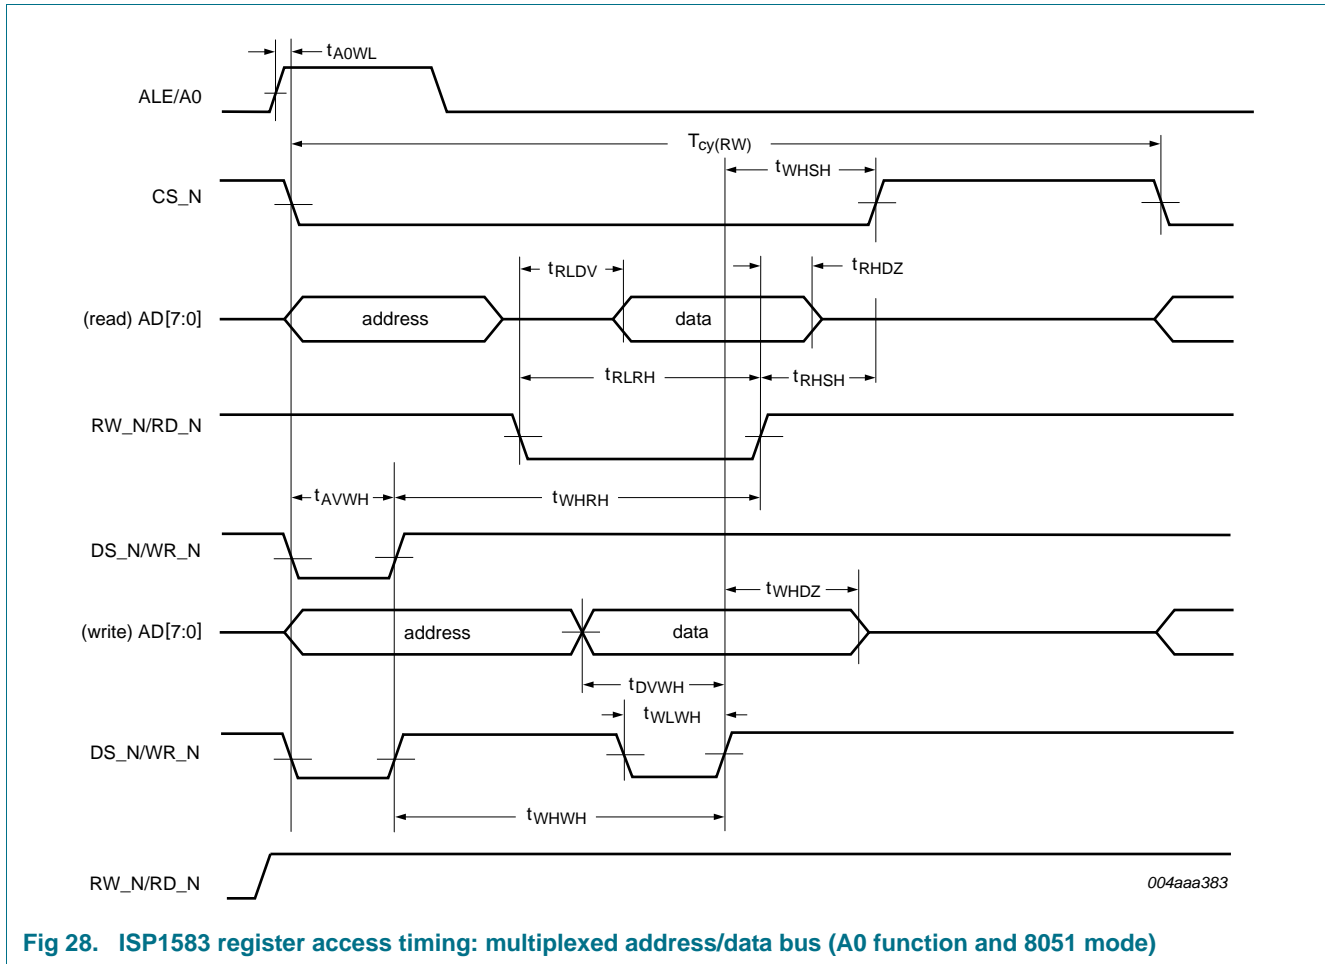 tA0WL
ALE/A0
Tcy(RW)
tWHSH
CS_N
tRLDV
tRHDZ
(read) AD[7:0]
address
data
tRLRH
tRHSH
RW_N/RD_N
tAVWH
tWHRH
DS_N/WR_N
tWHDZ
(write) AD[7:0]
address
data
tDVWH
tWLWH
DS_N/WR_N
tWHWH
RW_N/RD_N
004aaa383
Fig 28. ISP1583 register access timing: multiplexed address/data bus (A0 function and 8051 mode)